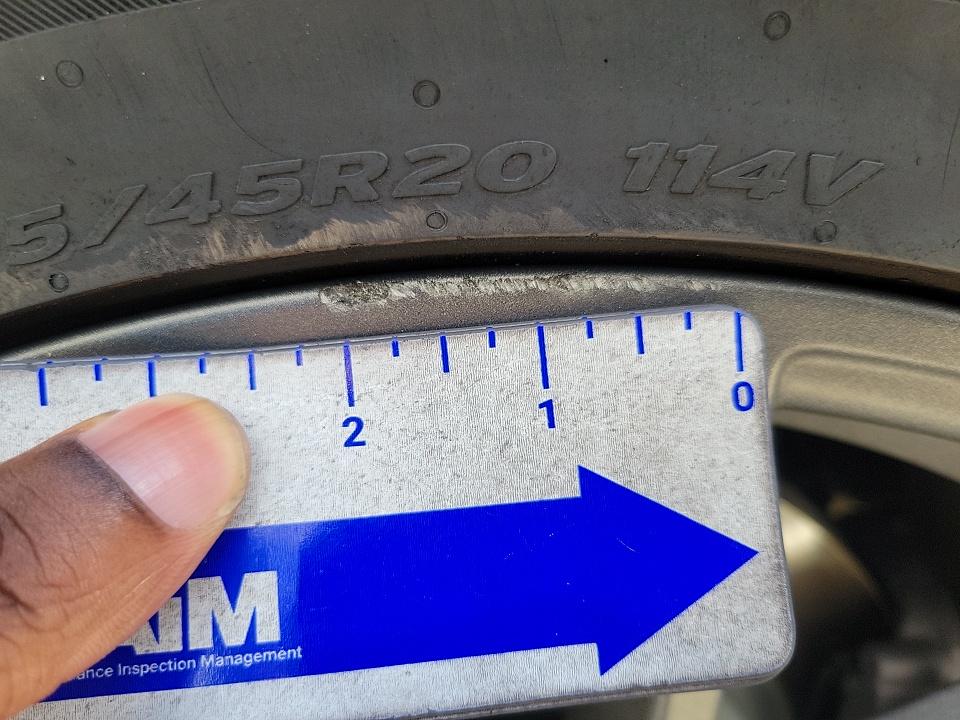 5/45R20 114V
2 1 0
AiM
ance Inspection Management